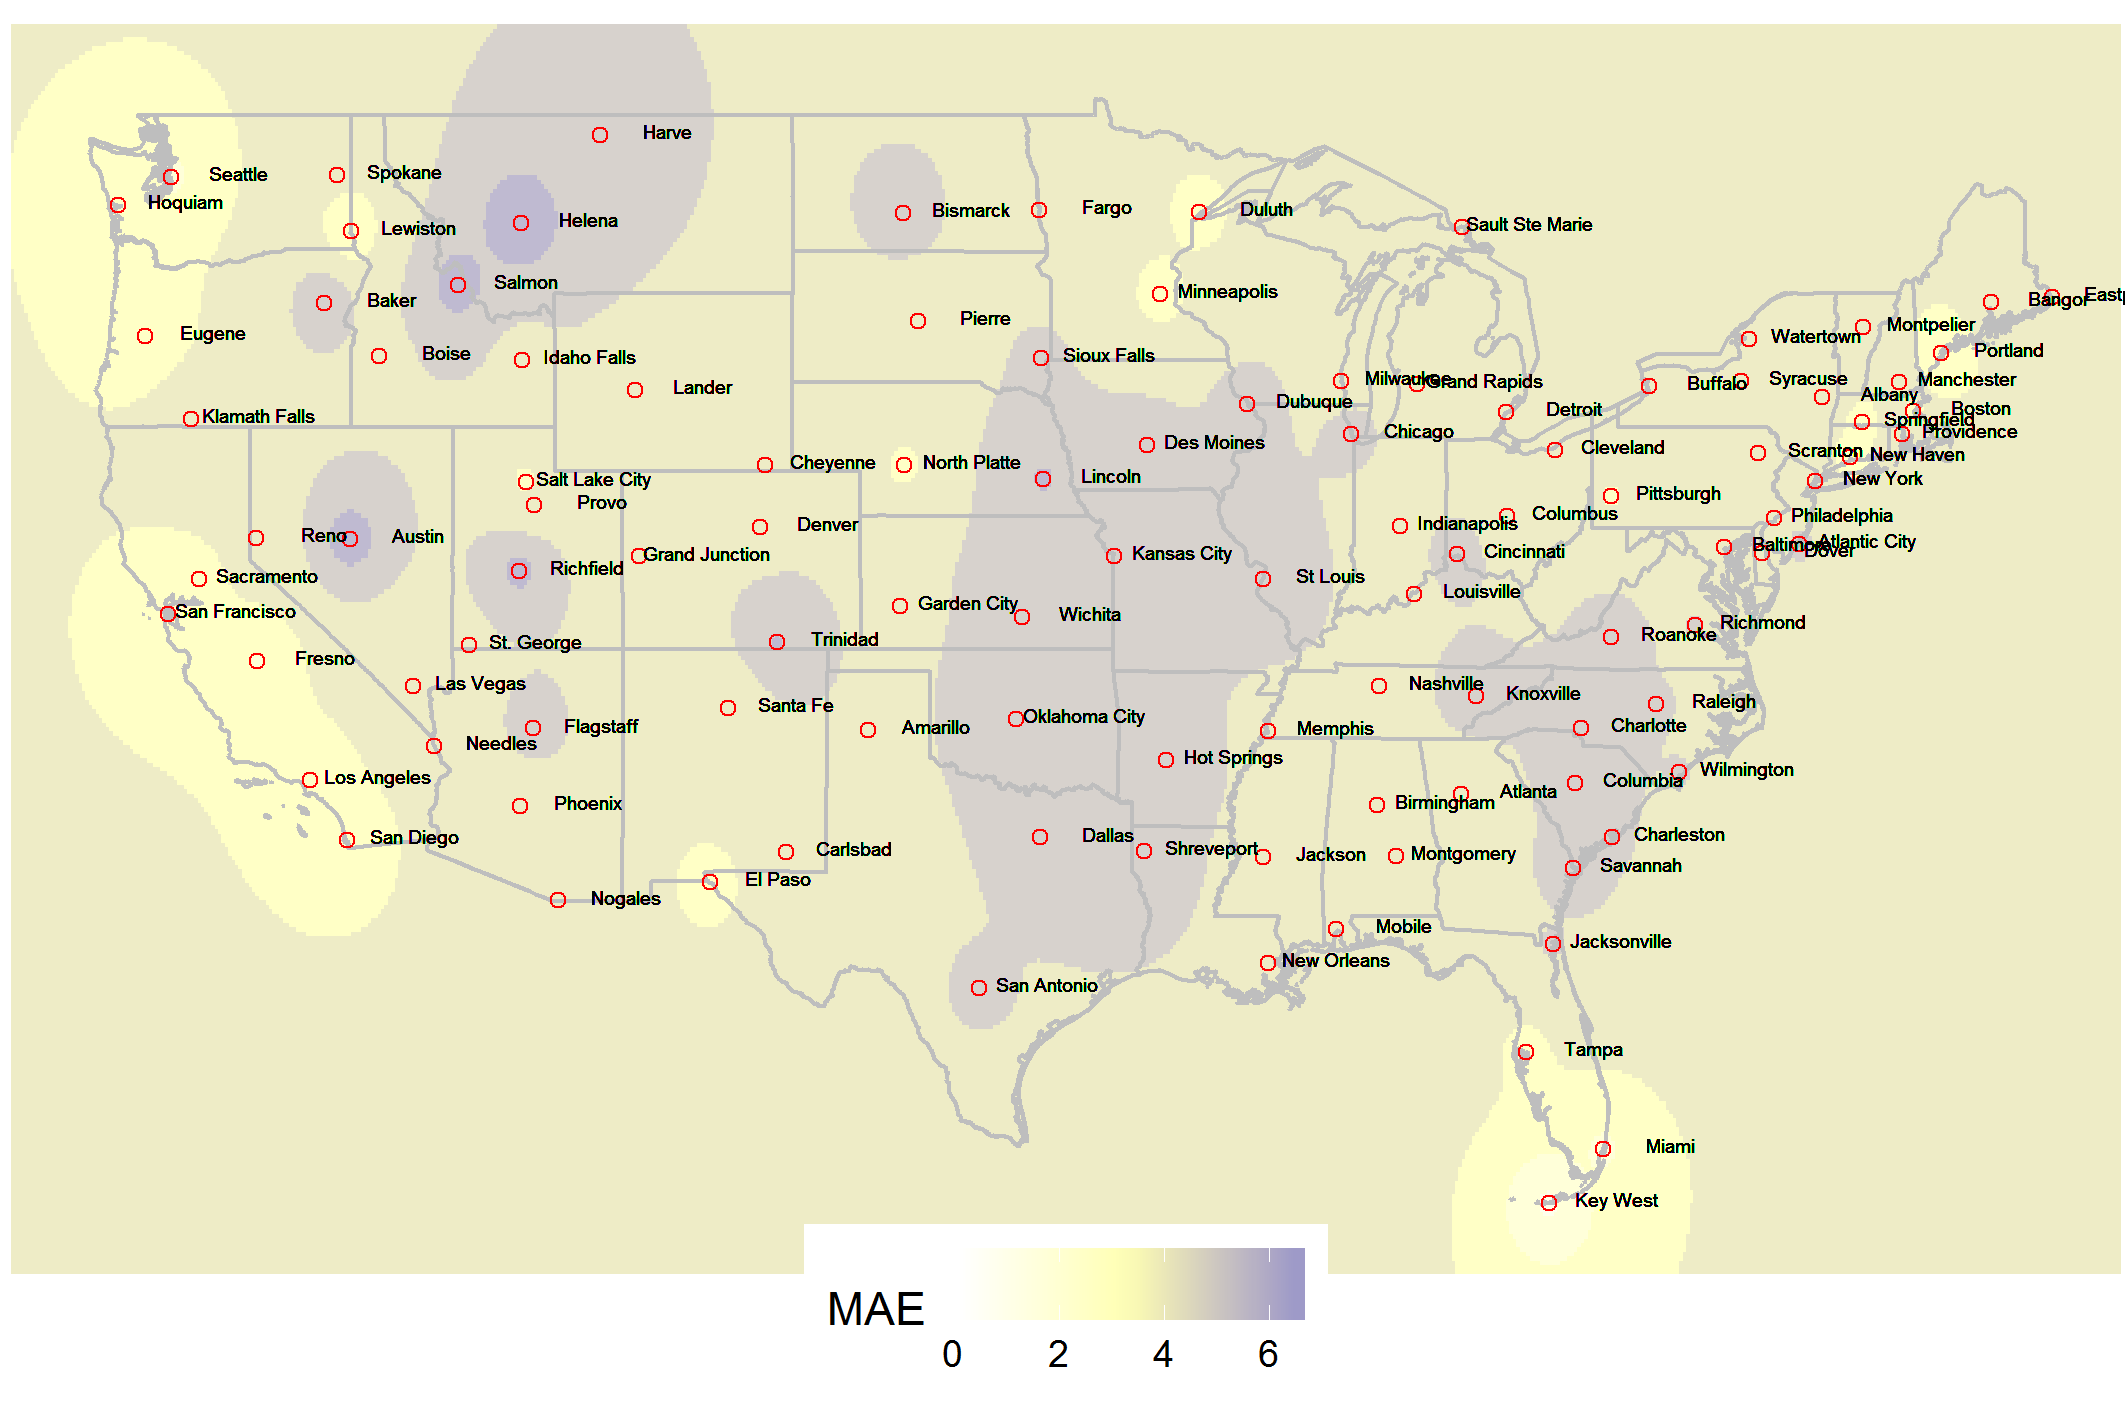 Harve
Seattle
Spokane
Hoquiam
Lewiston
Helena
Bismarck
Fargo
Duluth
Sault Ste Marie
Salmon
Baker
Minneapolis
Bangor
Eastp
Eugene
Pierre
Watertown
Montpelier
Boise
Idaho Falls
Sioux Falls
Portland
Lander
Milwaukee
Grand Rapids
Buffalo
Syracuse
Manchester
Klamath Falls
Dubuque
Detroit
Albany
Boston
Des Moines
Chicago
Springfield
Providence
Cheyenne
North Platte
Cleveland
Scranton
New Haven
Salt Lake City
Lincoln
New York
Provo
Pittsburgh
Denver
Indianapolis
Columbus
Philadelphia
Reno
Austin
Baltimore
Atlantic City
Dover
Richfield
Grand Junction
Kansas City
Cincinnati
Sacramento
St Louis
San Francisco
Garden City
Wichita
Louisville
St. George
Trinidad
Roanoke
Richmond
Fresno
Las Vegas
Nashville
Knoxville
Flagstaff
Santa Fe
Amarillo
Oklahoma City
Memphis
Charlotte
Raleigh
Needles
Los Angeles
Hot Springs
Columbia
Wilmington
Phoenix
Birmingham
Atlanta
San Diego
Carlsbad
Dallas
Shreveport
Jackson
Montgomery
Charleston
El Paso
Savannah
Nogales
Mobile
Jacksonville
San Antonio
New Orleans
Tampa
Miami
Key West
MAE
0 2 4 6